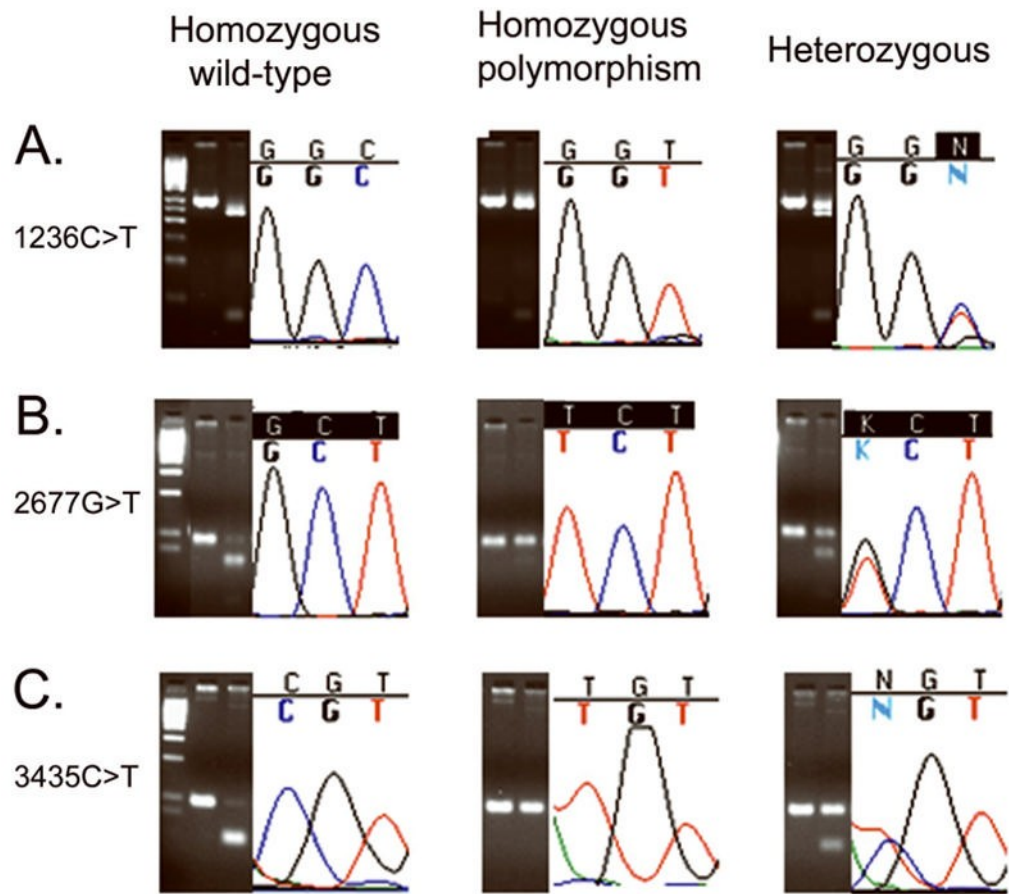 Homozygous
wild-type
Homozygous
polymorphism
Heterozygous
A.
1236C>T
G G C
G G C
G G T
G G T
G G N
G G N
B.
2677G>T
G C T
G C T
T C T
T C T
K C T
K C T
C.
3435C>T
C G T
C G T
T G T
T G T
N G T
N G T